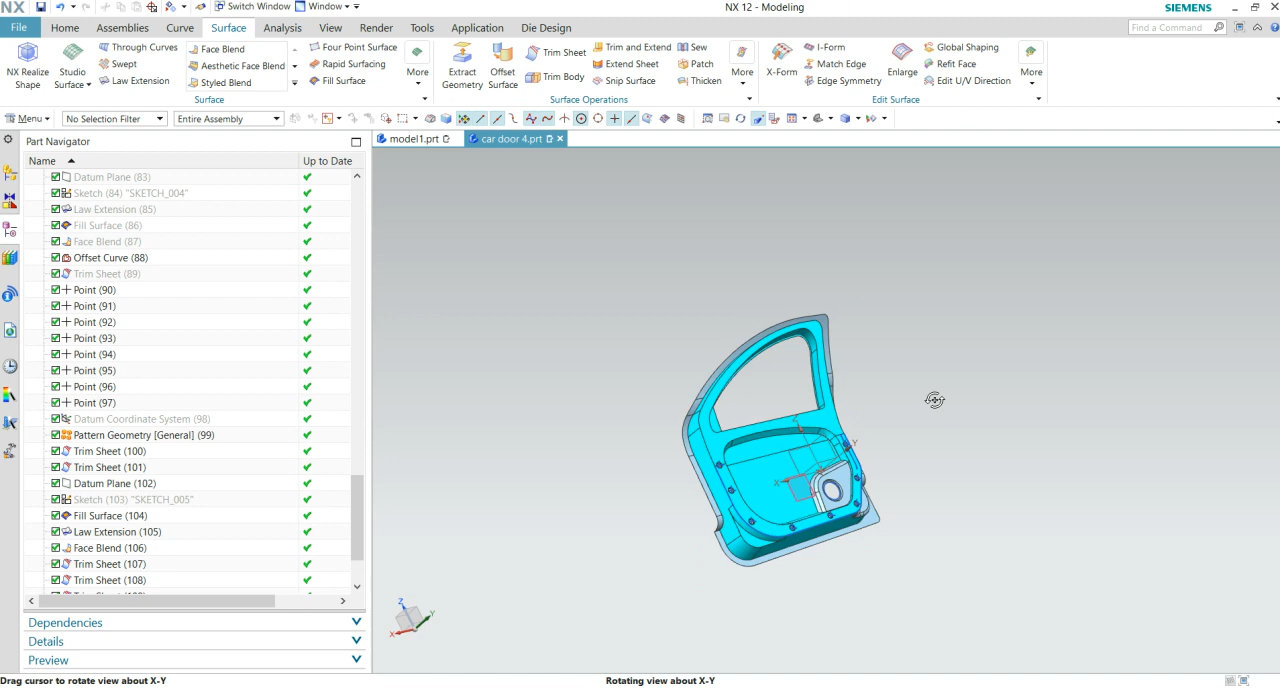 NX Switch Window Window NX 12 - Modeling SIEMENS
File Home Assemblies Curve Surface Analysis View Render Tools Application Die Design Find a Command
NX Realize Shape
Studio Surface
Through Curves
Swept
Law Extension
Face Blend
Aesthetic Face Blend
Styled Blend
Four Point Surface
Rapid Surfacing
Fill Surface
More
Surface
Extract Geometry
Offset Surface
Trim Sheet
Trim Body
Trim and Extend
Extend Sheet
Snip Surface
Sew
Patch
Thicken
More
Surface Operations
X-Form
I-Form
Match Edge
Edge Symmetry
Enlarge
Global Shaping
Refit Face
Edit U/V Direction
More
Edit Surface
Menu No Selection Filter Entire Assembly
Part Navigator
model1.prt car door 4.prt
Name Up to Date
Datum Plane (83)
Sketch (84) "SKETCH_004"
Law Extension (85)
Fill Surface (86)
Face Blend (87)
Offset Curve (88)
Trim Sheet (89)
Point (90)
Point (91)
Point (92)
Point (93)
Point (94)
Point (95)
Point (96)
Point (97)
Datum Coordinate System (98)
Pattern Geometry [General] (99)
Trim Sheet (100)
Trim Sheet (101)
Datum Plane (102)
Sketch (103) "SKETCH_005"
Fill Surface (104)
Law Extension (105)
Face Blend (106)
Trim Sheet (107)
Trim Sheet (108)
Dependencies
Details
Preview
Z
Y
X
Y
X
Drag cursor to rotate view about X-Y
Rotating view about X-Y